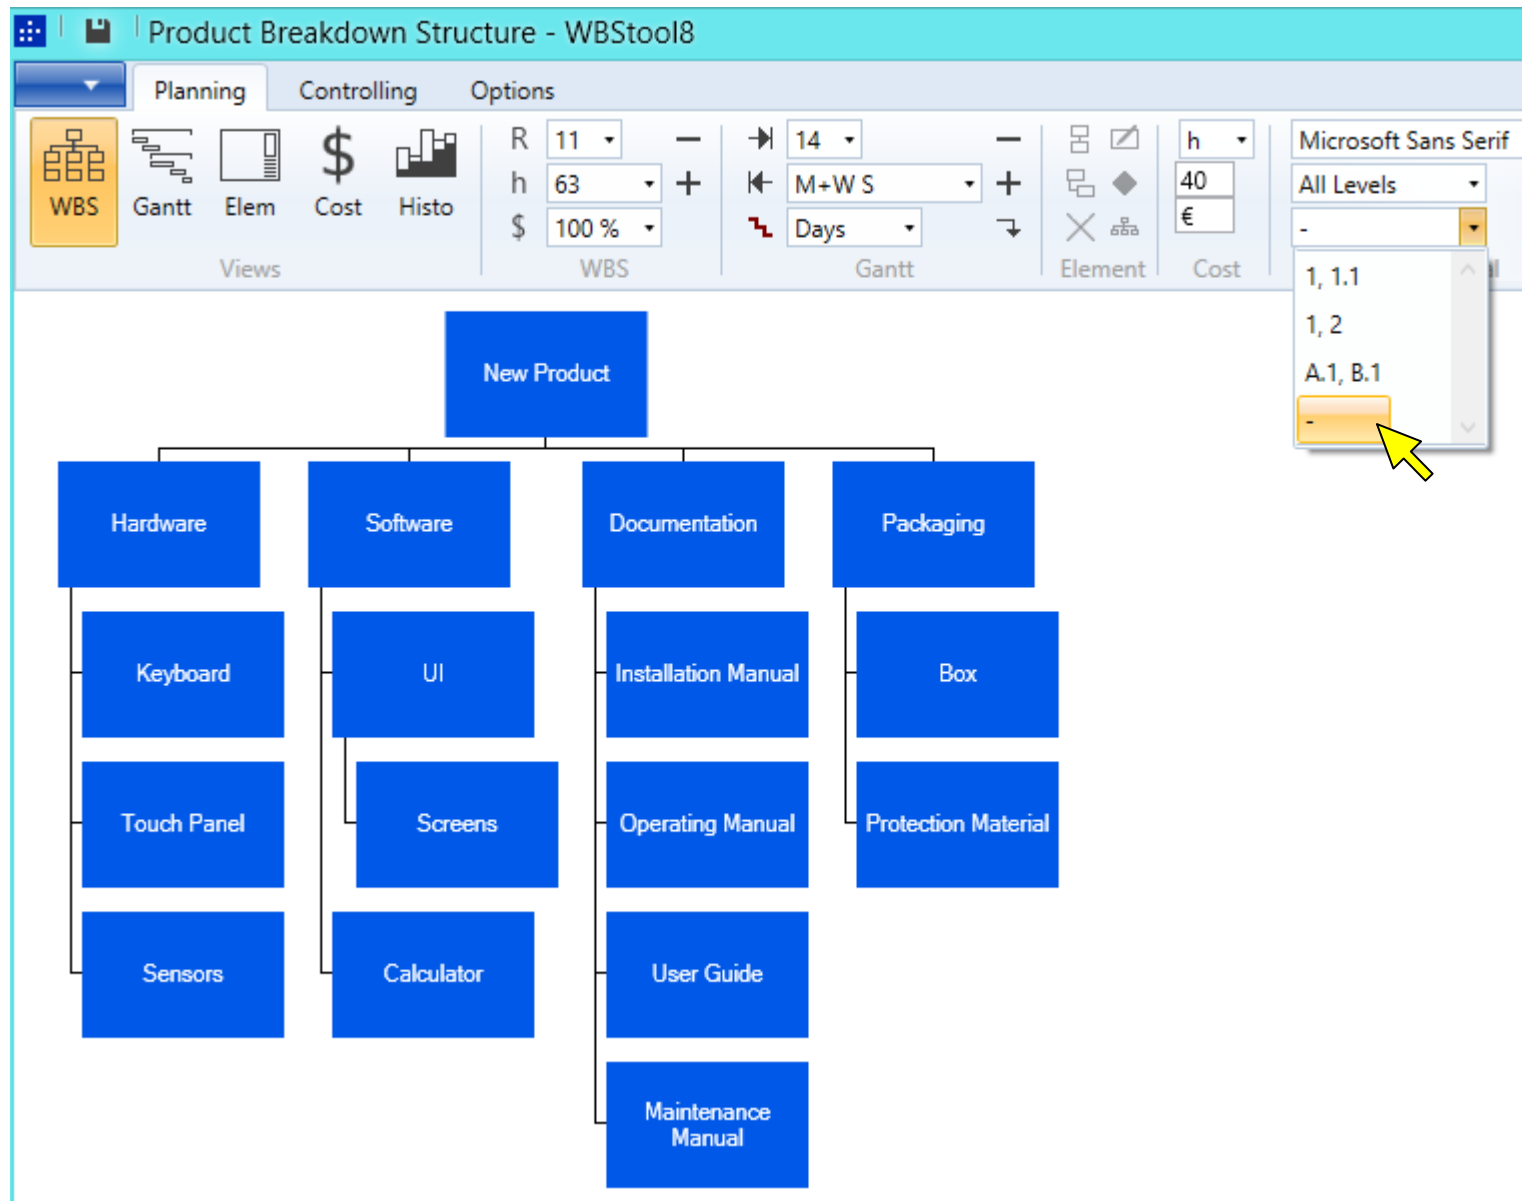 Product Breakdown Structure - WBStool8
Planning Controlling Options
R 11 14 h Microsoft Sans Serif
h 63 M+W S 40 All Levels
$ 100 % Days € -
WBS Gantt Elem Cost Histo
Views WBS Gantt Element Cost
1, 1.1
1, 2
A.1, B.1
-
New Product
Hardware Software Documentation Packaging
Keyboard UI Installation Manual Box
Touch Panel Screens Operating Manual Protection Material
Sensors Calculator User Guide
Maintenance
Manual